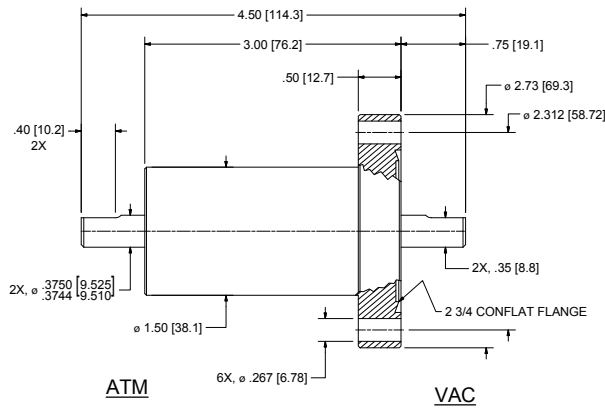 4.50 [114.3]
3.00 [76.2]
.75 [19.1]
.50 [12.7]
ø 2.73 [69.3]
ø 2.312 [58.72]
.40 [10.2]
2X
2X, ø .3750 [9.525]
.3744 [9.510]
2X, .35 [8.8]
2 3/4 CONFLAT FLANGE
ø 1.50 [38.1]
6X, ø .267 [6.78]
ATM
VAC